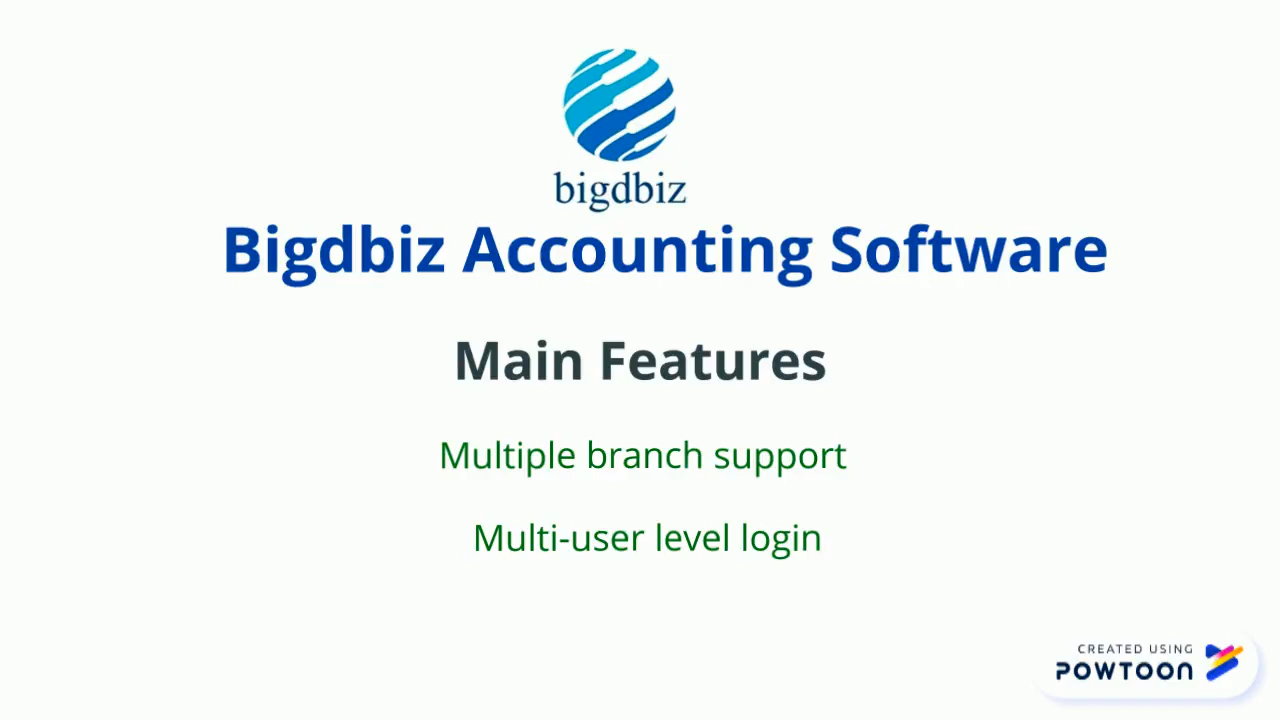 bigdbiz
Bigdbiz Accounting Software
Main Features
Multiple branch support
Multi-user level login
CREATED USING
POWTOON